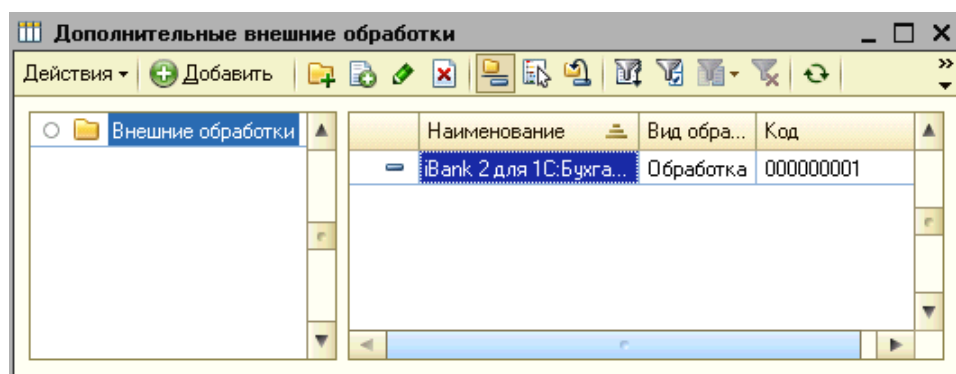 Дополнительные внешние обработки
Действия Добавить
Внешние обработки
Наименование Вид обра... Код
iBank 2 для 1С:Бухга... Обработка 000000001